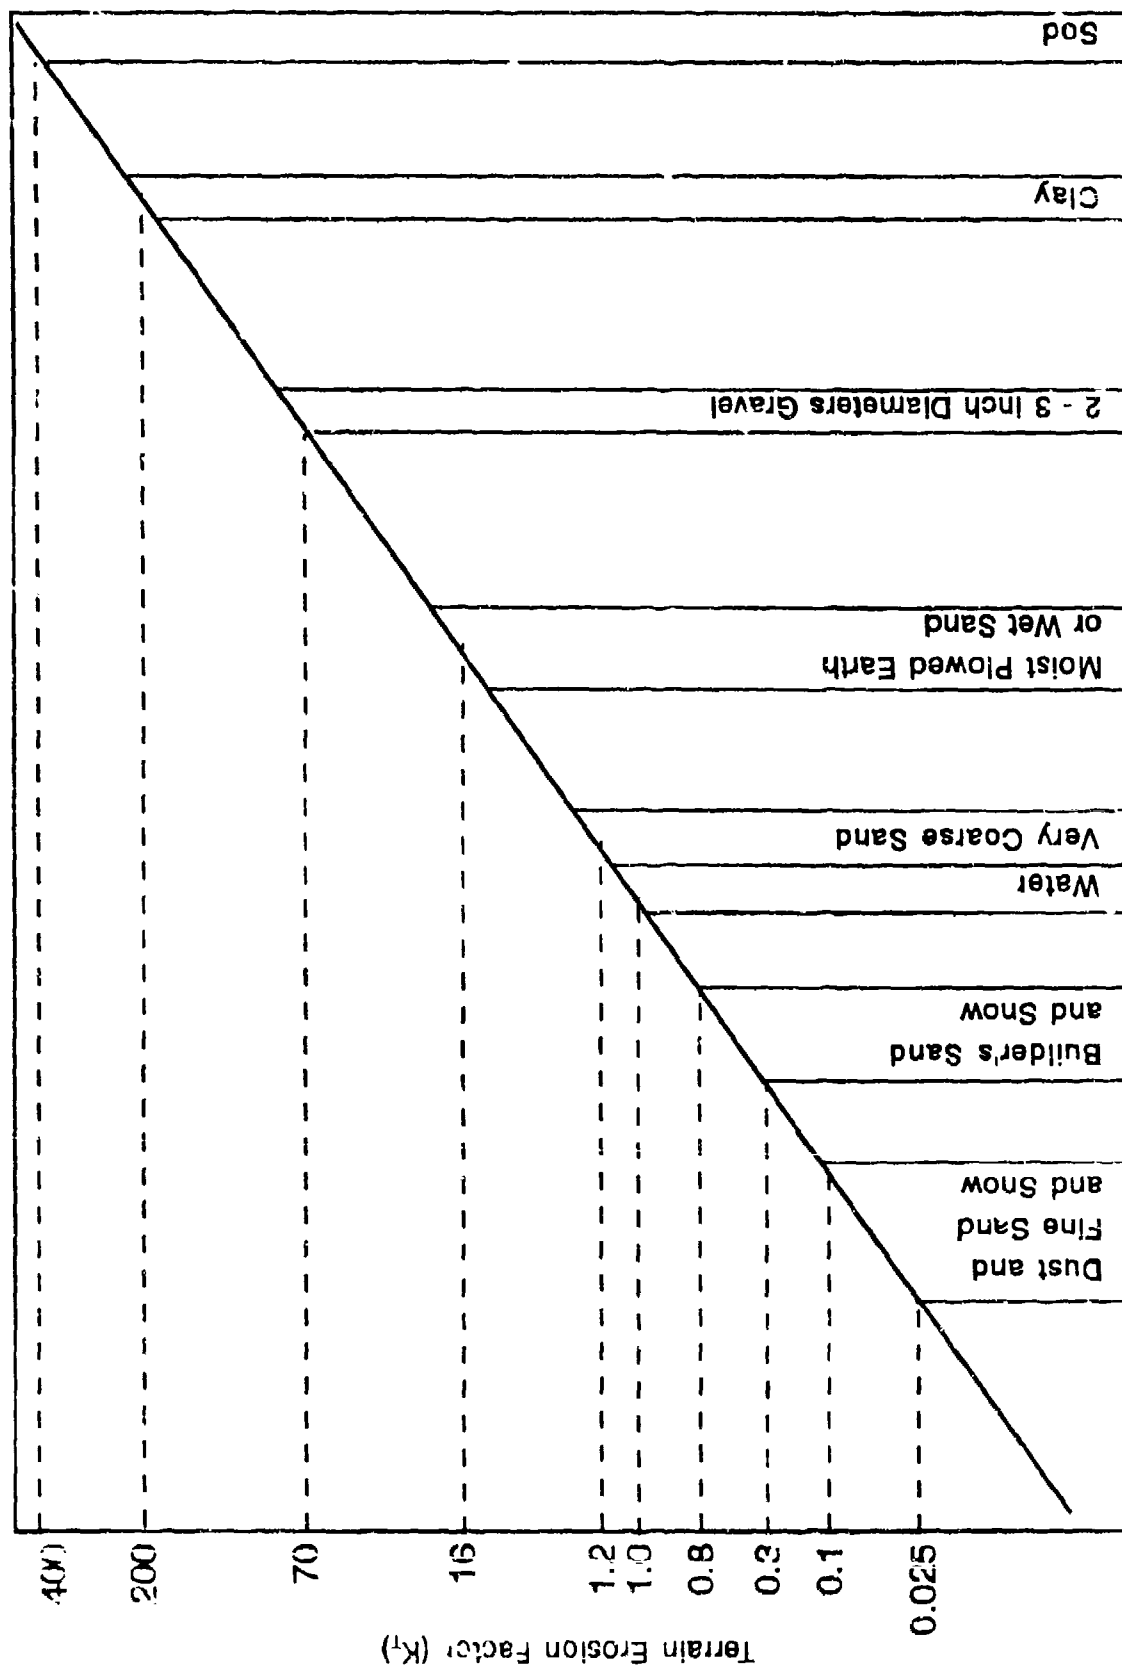 Terrain Erosion Factor (K_T)
400
200
70
16
1.2
1.0
0.8
0.3
0.1
0.025
Dust and
Fine Sand
and Snow
Builder's Sand
and Snow
Water
Very Coarse Sand
Moist Plowed Earth
or Wet Sand
2 - 3 Inch Diameters Gravel
Clay
Sod